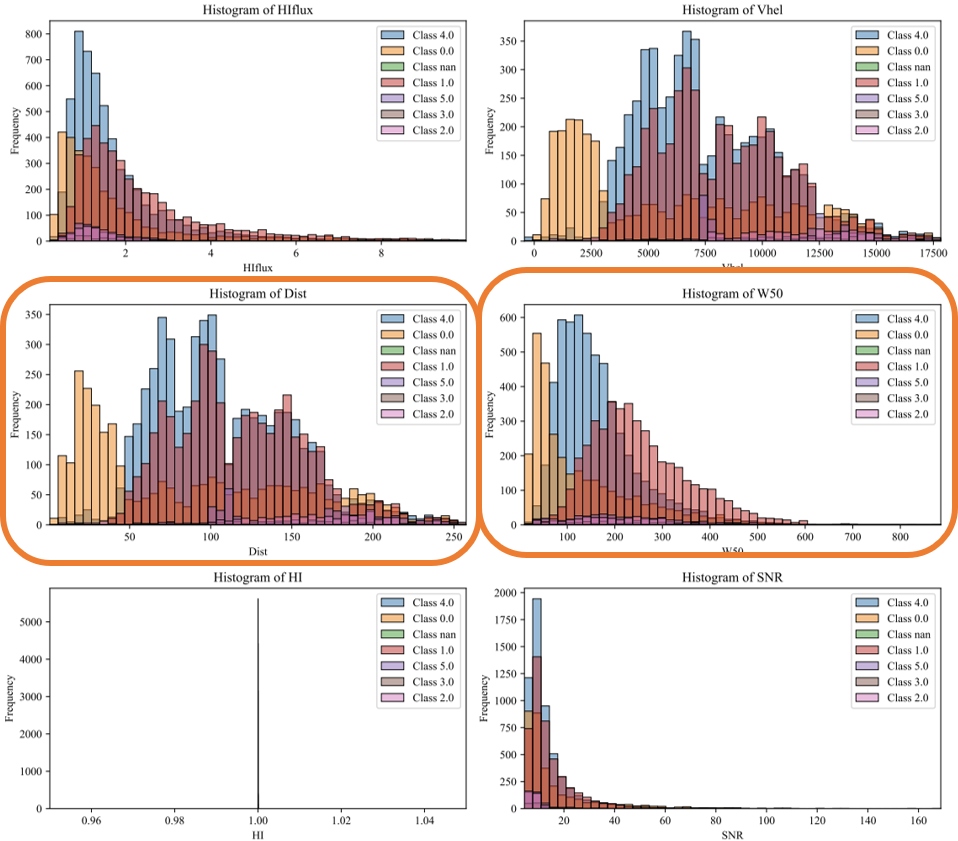 Histogram of HIflux
Frequency
800
700
600
500
400
300
200
100
0
2
4
6
8
HIflux
Class 4.0
Class 0.0
Class nan
Class 1.0
Class 5.0
Class 3.0
Class 2.0
Histogram of Vhel
Frequency
350
300
250
200
150
100
50
0
0
2500
5000
7500
10000
12500
15000
17500
Vhel
Class 4.0
Class 0.0
Class nan
Class 1.0
Class 5.0
Class 3.0
Class 2.0
Histogram of Dist
Frequency
350
300
250
200
150
100
50
0
50
100
150
200
250
Dist
Class 4.0
Class 0.0
Class nan
Class 1.0
Class 5.0
Class 3.0
Class 2.0
Histogram of W50
Frequency
600
500
400
300
200
100
0
100
200
300
400
500
600
700
800
W50
Class 4.0
Class 0.0
Class nan
Class 1.0
Class 5.0
Class 3.0
Class 2.0
Histogram of HI
Frequency
5000
4000
3000
2000
1000
0
0.96
0.98
1.00
1.02
1.04
HI
Class 4.0
Class 0.0
Class nan
Class 1.0
Class 5.0
Class 3.0
Class 2.0
Histogram of SNR
Frequency
2000
1750
1500
1250
1000
750
500
250
0
20
40
60
80
100
120
140
160
SNR
Class 4.0
Class 0.0
Class nan
Class 1.0
Class 5.0
Class 3.0
Class 2.0